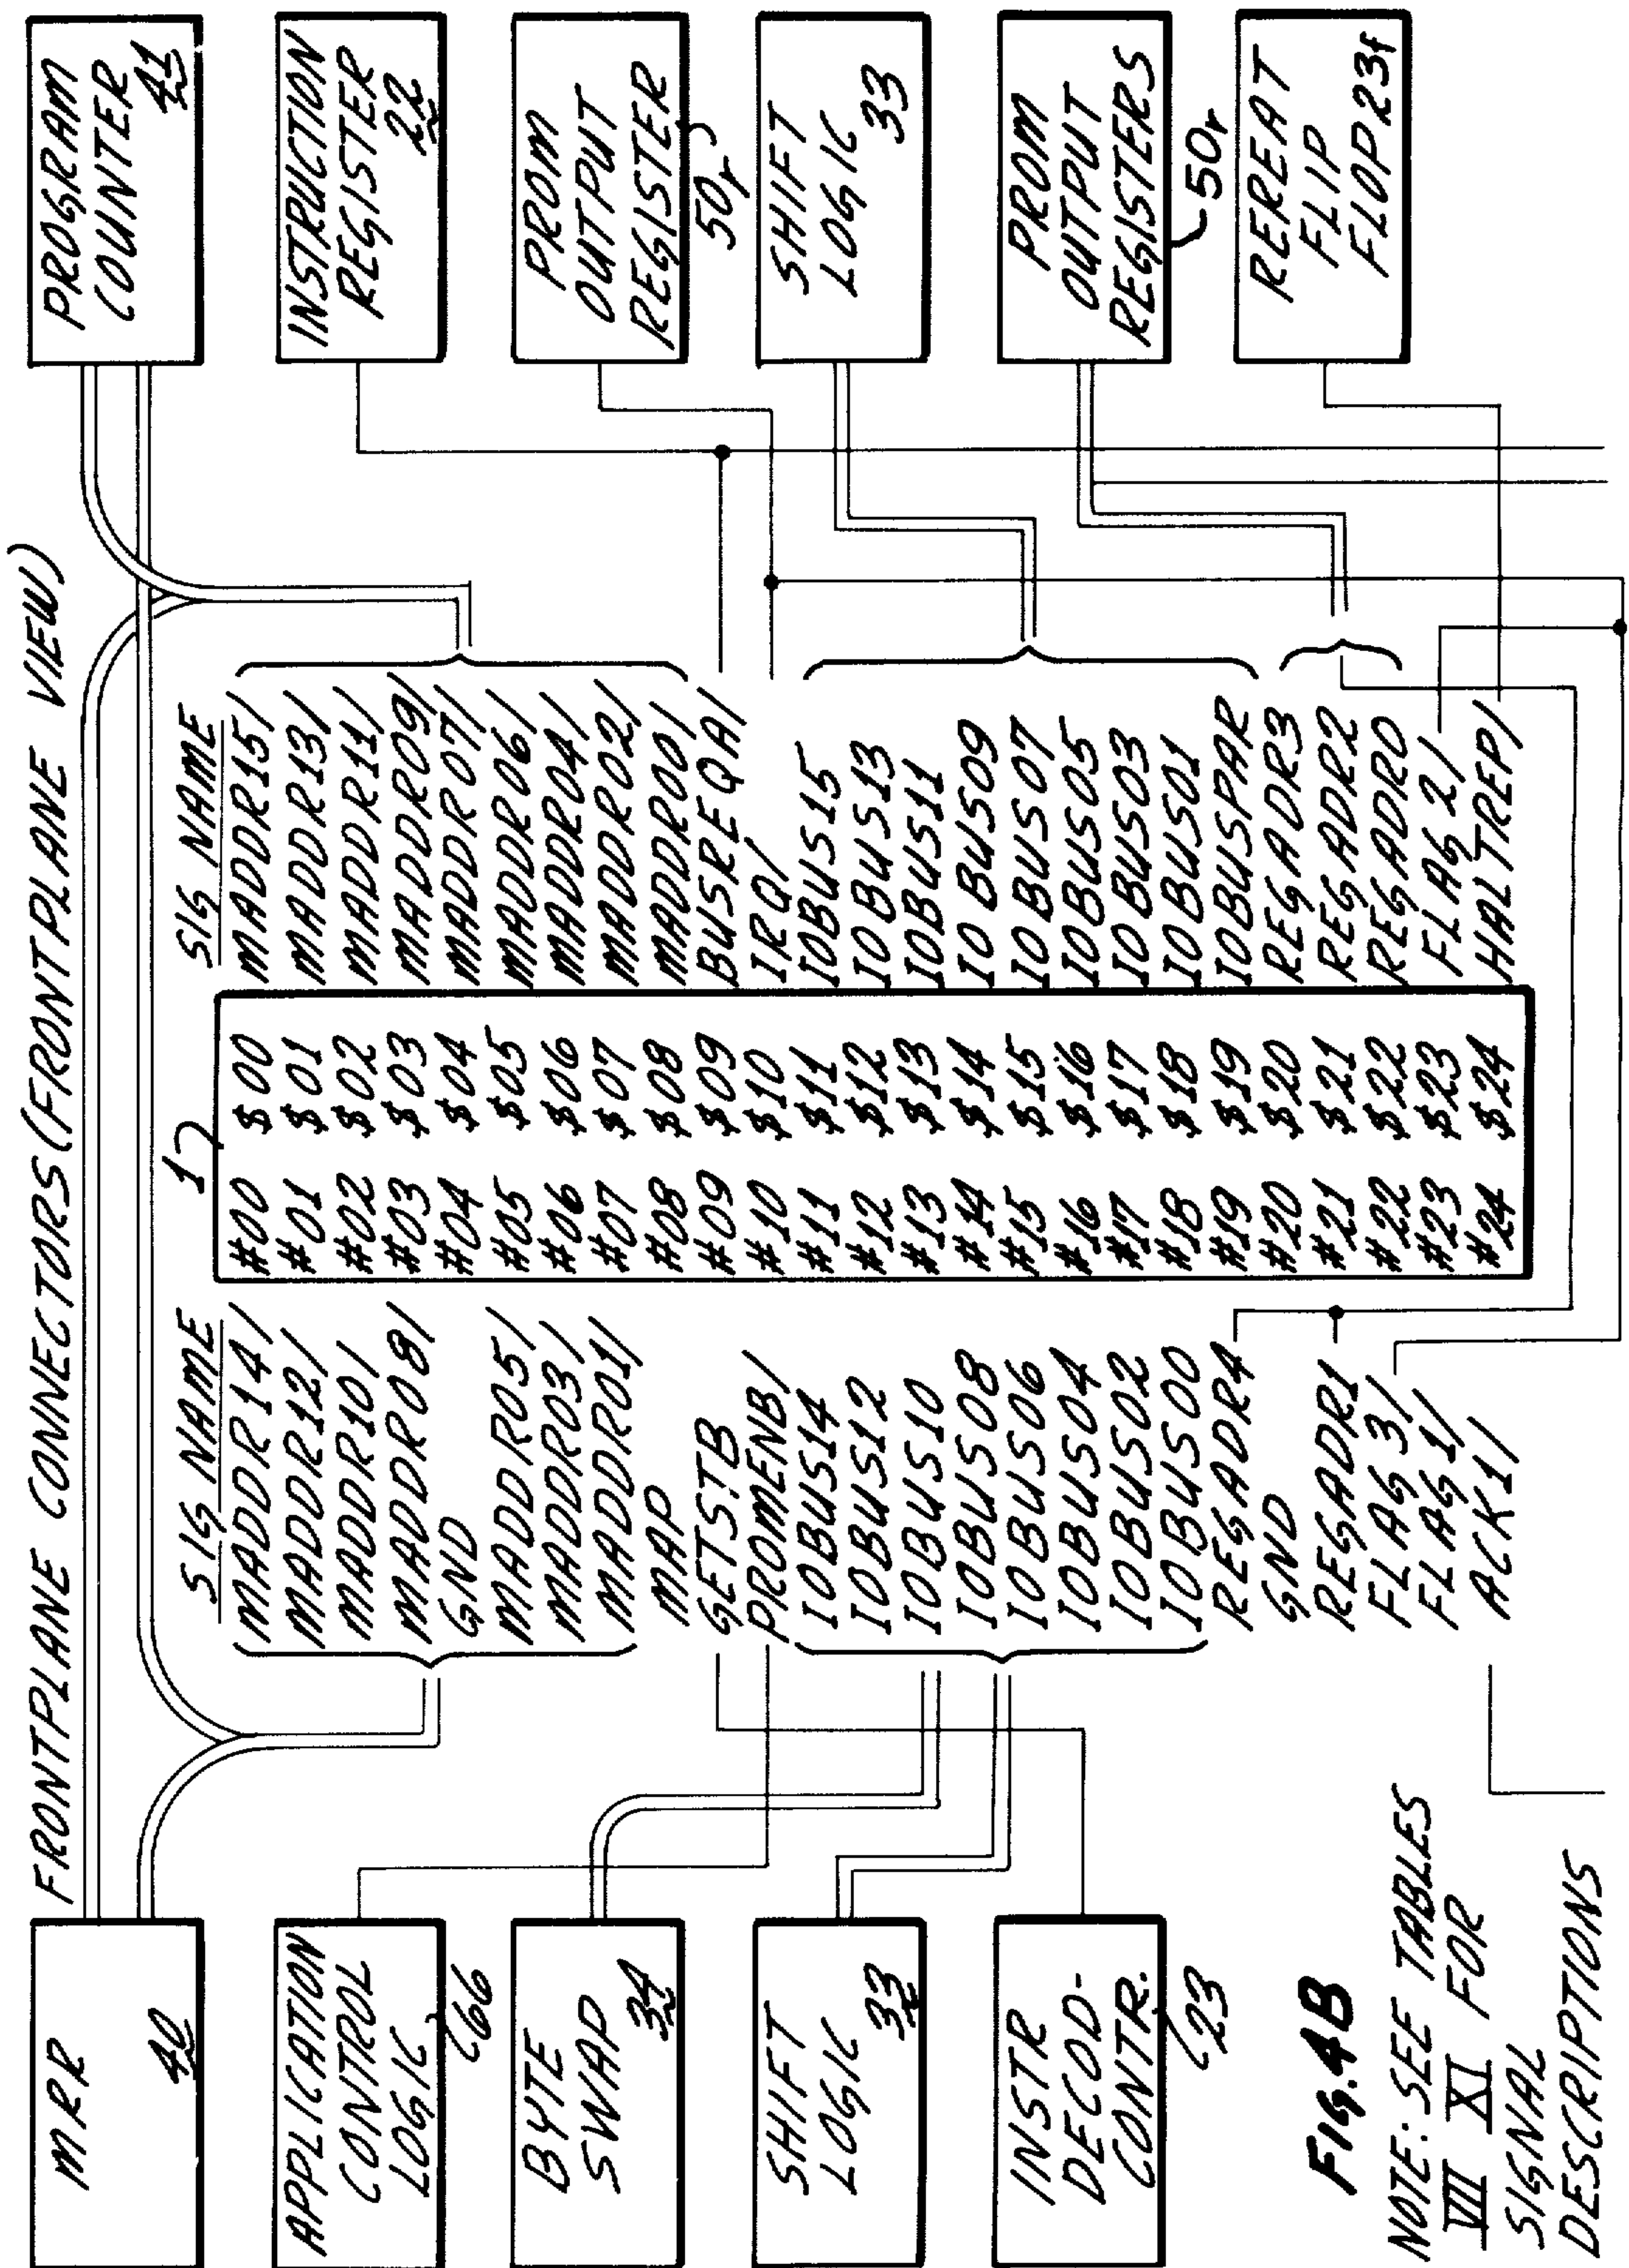 FRONTPLANE CONNECTORS (FRONTPLANE VIEW)
MRR
40
APPLICATION
CONTROL
LOGIC
66
BYTE
SWAP
34
SHIFT
LOGIC
33
INSTR
DECOD-
CONTR.
23
SIG NAME
MADDR14/
MADDR12/
MADDR10/
MADDR08/
GND
MADDR05/
MADDR03/
MADDR01/
MAP
GETSTB
PROMENB/
IOBUS14
IOBUS12
IOBUS10
IOBUS08
IOBUS06
IOBUS04
IOBUS02
IOBUS00
REGADR4
GND
REGADR1
FLAG3/
FLAG1/
ACK1/
1
#00 $00
#01 $01
#02 $02
#03 $03
#04 $04
#05 $05
#06 $06
#07 $07
#08 $08
#09 $09
#10 $10
#11 $11
#12 $12
#13 $13
#14 $14
#15 $15
#16 $16
#17 $17
#18 $18
#19 $19
#20 $20
#21 $21
#22 $22
#23 $23
#24 $24
SIG NAME
MADDR15/
MADDR13/
MADDR11/
MADDR09/
MADDR07/
MADDR06/
MADDR04/
MADDR02/
MADDR00/
BUSREQA/
IRQ/
IOBUS15
IOBUS13
IOBUS11
IO BUS09
IOBUS07
IOBUS05
IOBUS03
IOBUS01
IOBUSPAR
REGADR3
REGADR2
REGADR0
FLAG2/
HALTREP/
PROGRAM
COUNTER
41
INSTRUCTION
REGISTER
22
PROM
OUTPUT
REGISTER
50r
SHIFT
LOGIC
33
PROM
OUTPUT
REGISTERS
50r
REREAT
FLIP
FLOP 23f
FIG. 4B
NOTE: SEE TABLES
VII XI FOR
SIGNAL
DESCRIPTIONS